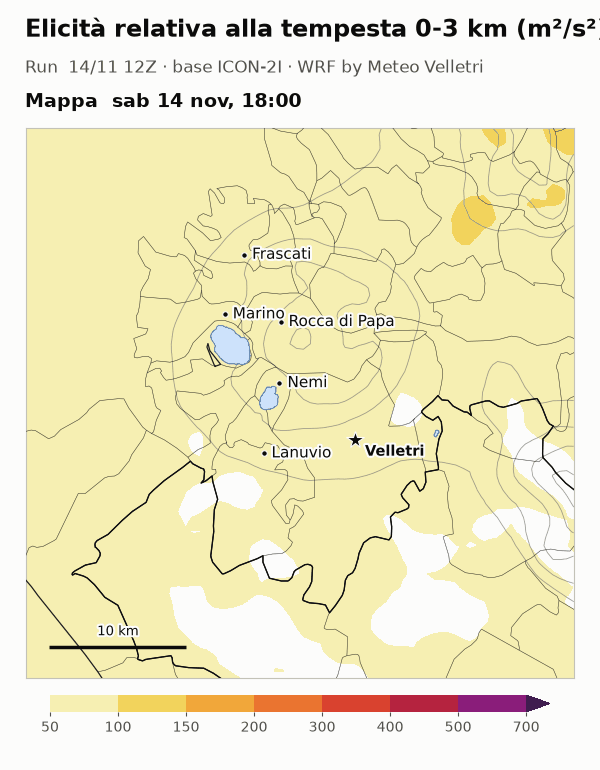 Elicità relativa alla tempesta 0-3 km (m²/s²)
Run  14/11 12Z · base ICON-2I · WRF by Meteo Velletri
Mappa  sab 14 nov, 18:00
Frascati
Marino
Rocca di Papa
Nemi
Velletri
Lanuvio
10 km
50 100 150 200 300 400 500 700